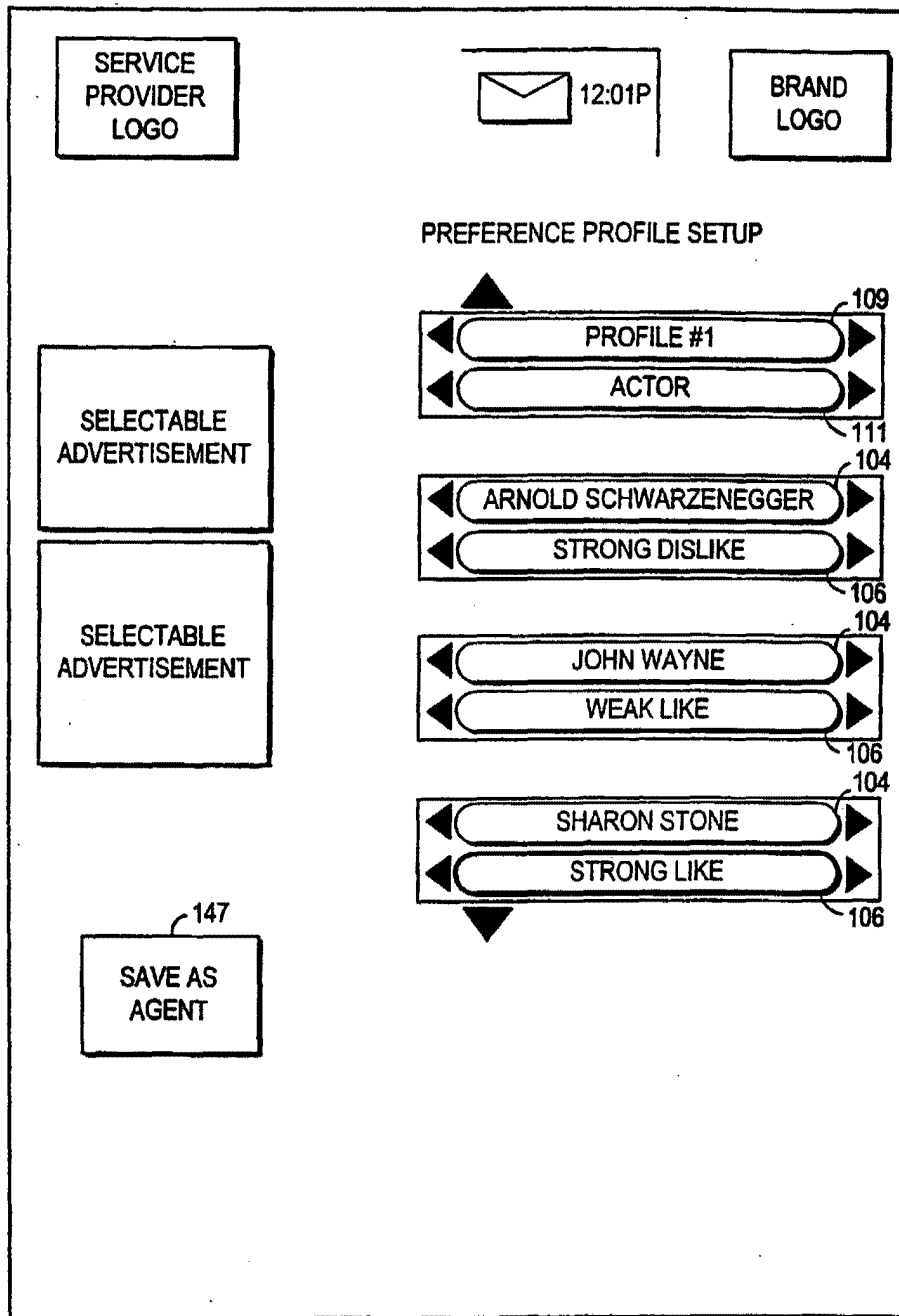 SERVICE
PROVIDER
LOGO
12:01P
BRAND
LOGO
PREFERENCE PROFILE SETUP
109
PROFILE #1
ACTOR
111
104
ARNOLD SCHWARZENEGGER
STRONG DISLIKE
106
104
JOHN WAYNE
WEAK LIKE
106
104
SHARON STONE
STRONG LIKE
106
SELECTABLE
ADVERTISEMENT
SELECTABLE
ADVERTISEMENT
147
SAVE AS
AGENT